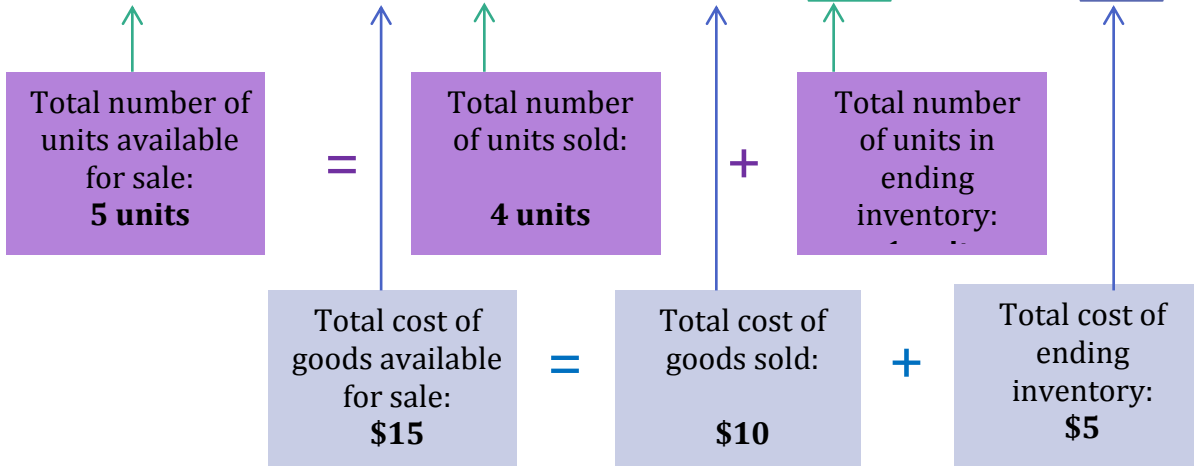 Total number of
units available
for sale:
5 units
=
Total number
of units sold:
4 units
+
Total number
of units in
ending
inventory:
Total cost of
goods available
for sale:
$15
=
Total cost of
goods sold:
$10
+
Total cost of
ending
inventory:
$5